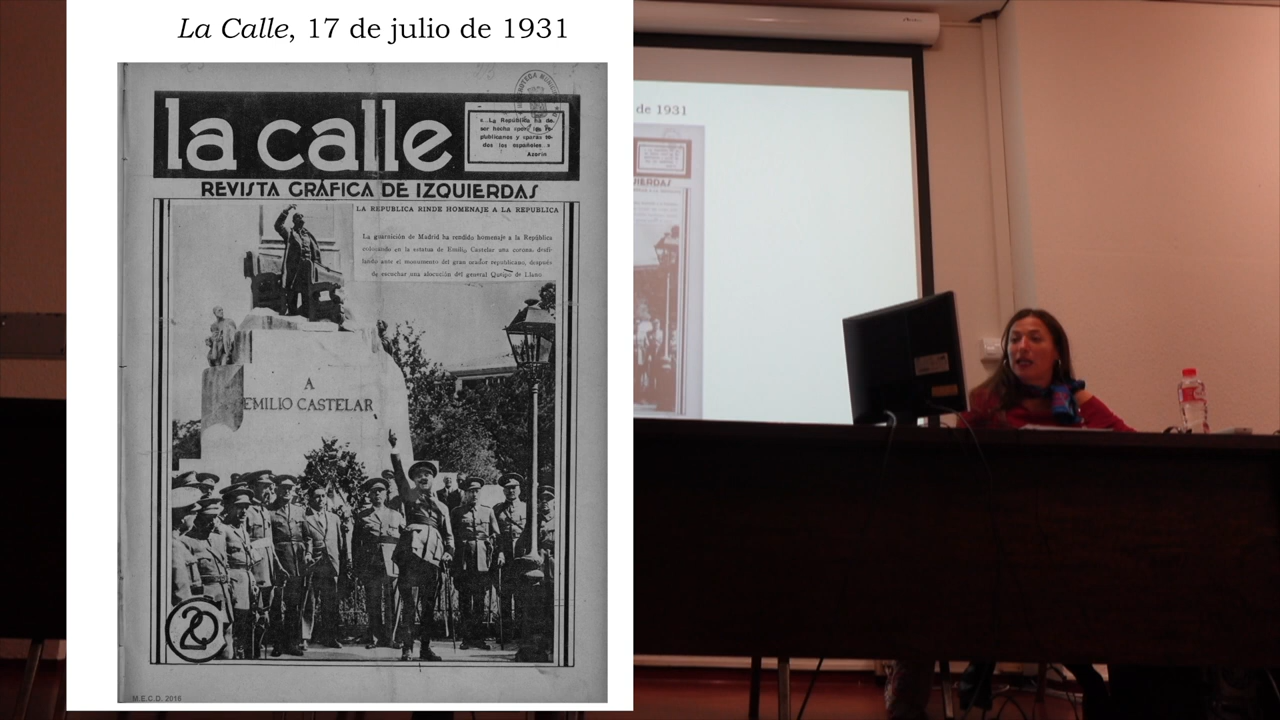 La Calle, 17 de julio de 1931
la calle
«...La República ha de
ser hecha «por» los re-
publicanos y «para» to-
dos los españoles.»
Azorín
REVISTA GRÁFICA DE IZQUIERDAS
LA REPUBLICA RINDE HOMENAJE A LA REPUBLICA
La guarnición de Madrid ha rendido homenaje a la República
colocando en la estatua de Emilio Castelar una corona, desfi-
lando ante el monumento del gran orador republicano, después
de escuchar una alocución del general Queipo de Llano.
A
EMILIO CASTELAR
20
M.E.C.D. 2016
de 1931
VIERDAS